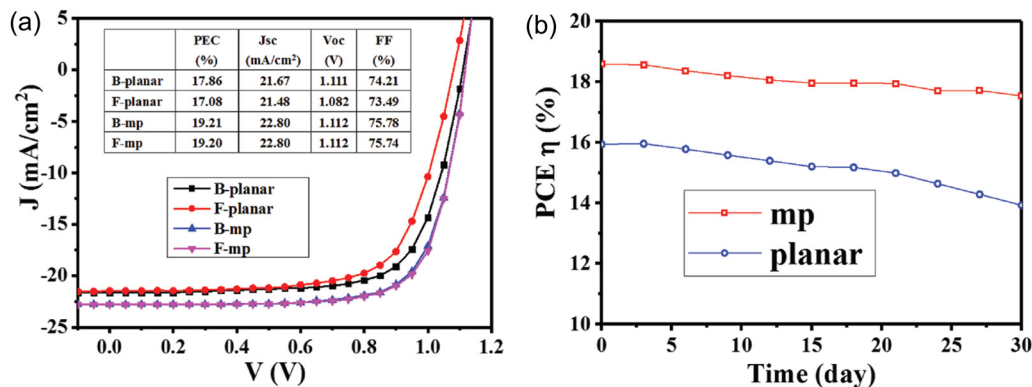 (a)
PEC Jsc Voc FF
(%) (mA/cm²) (V) (%)
B-planar 17.86 21.67 1.111 74.21
F-planar 17.08 21.48 1.082 73.49
B-mp 19.21 22.80 1.112 75.78
F-mp 19.20 22.80 1.112 75.74
B-planar
F-planar
B-mp
F-mp
J (mA/cm²)
5
0
-5
-10
-15
-20
-25
0.0 0.2 0.4 0.6 0.8 1.0 1.2
V (V)
(b)
PCE η (%)
20
18
16
14
12
10
mp
planar
0 5 10 15 20 25 30
Time (day)